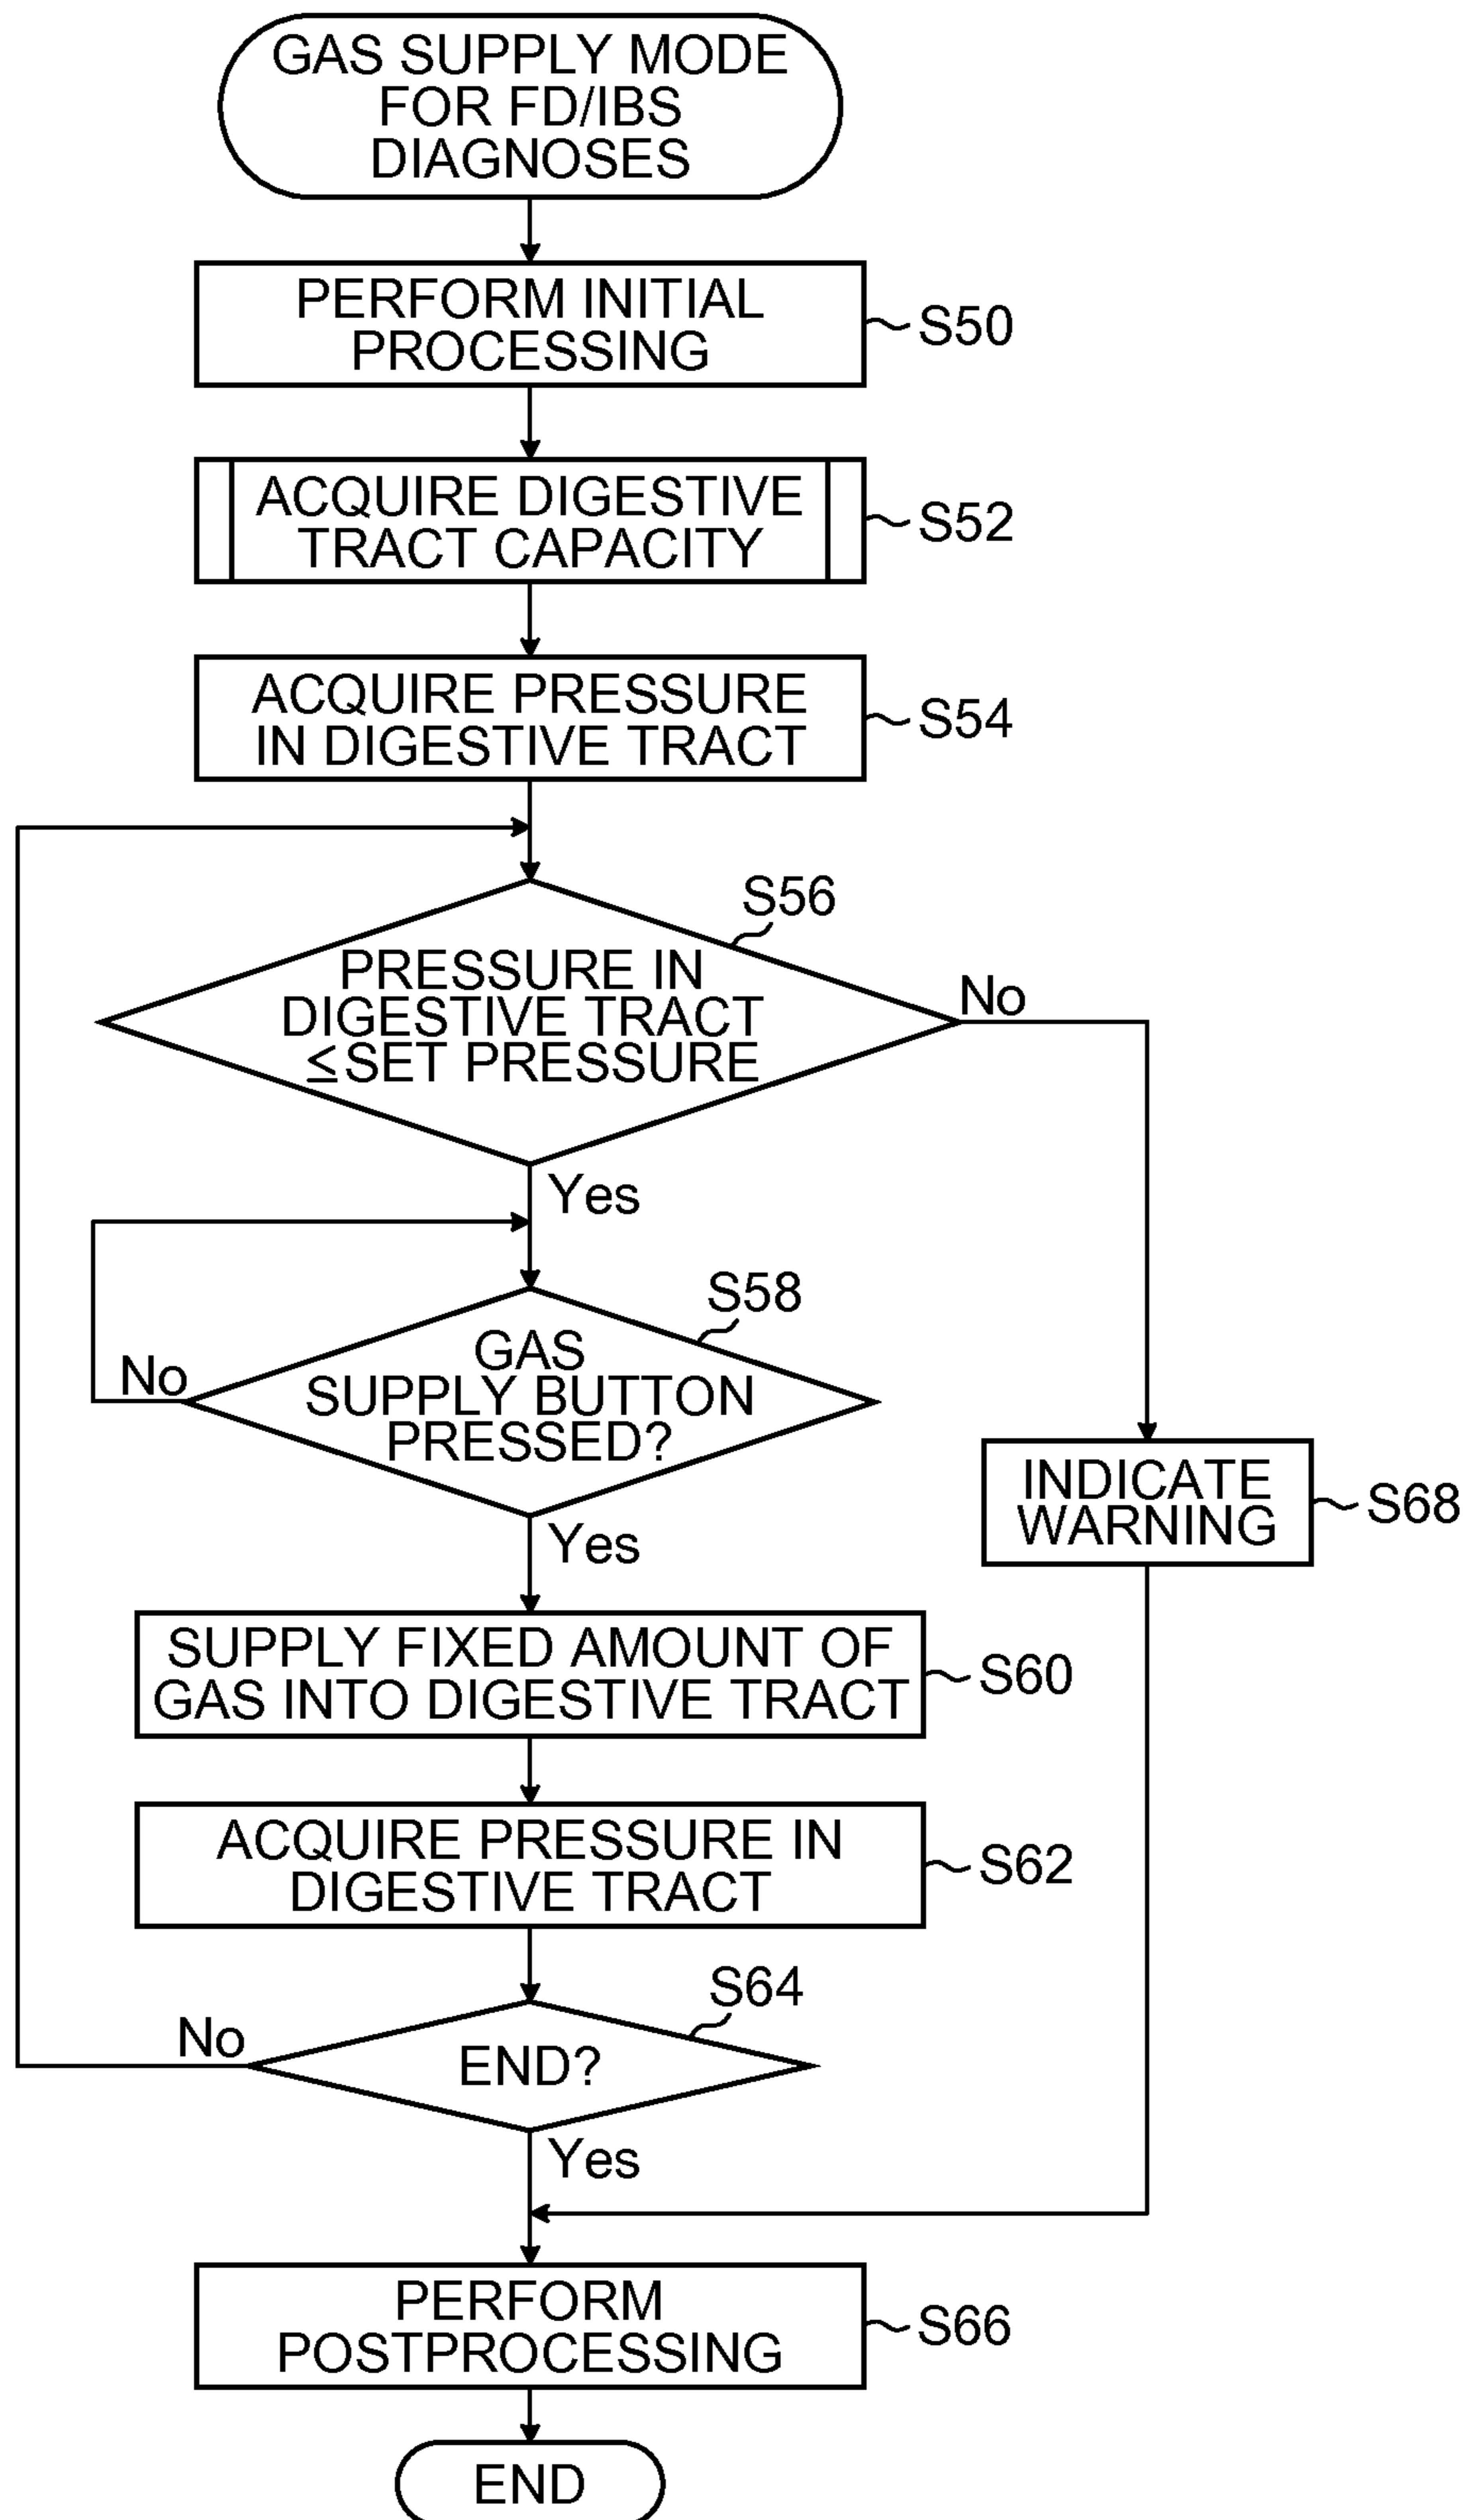 GAS SUPPLY MODE
FOR FD/IBS
DIAGNOSES
PERFORM INITIAL
PROCESSING
S50
ACQUIRE DIGESTIVE
TRACT CAPACITY
S52
ACQUIRE PRESSURE
IN DIGESTIVE TRACT
S54
S56
PRESSURE IN
DIGESTIVE TRACT
≤SET PRESSURE
No
Yes
S58
GAS
SUPPLY BUTTON
PRESSED?
No
Yes
INDICATE
WARNING
S68
SUPPLY FIXED AMOUNT OF
GAS INTO DIGESTIVE TRACT
S60
ACQUIRE PRESSURE IN
DIGESTIVE TRACT
S62
S64
END?
No
Yes
PERFORM
POSTPROCESSING
S66
END